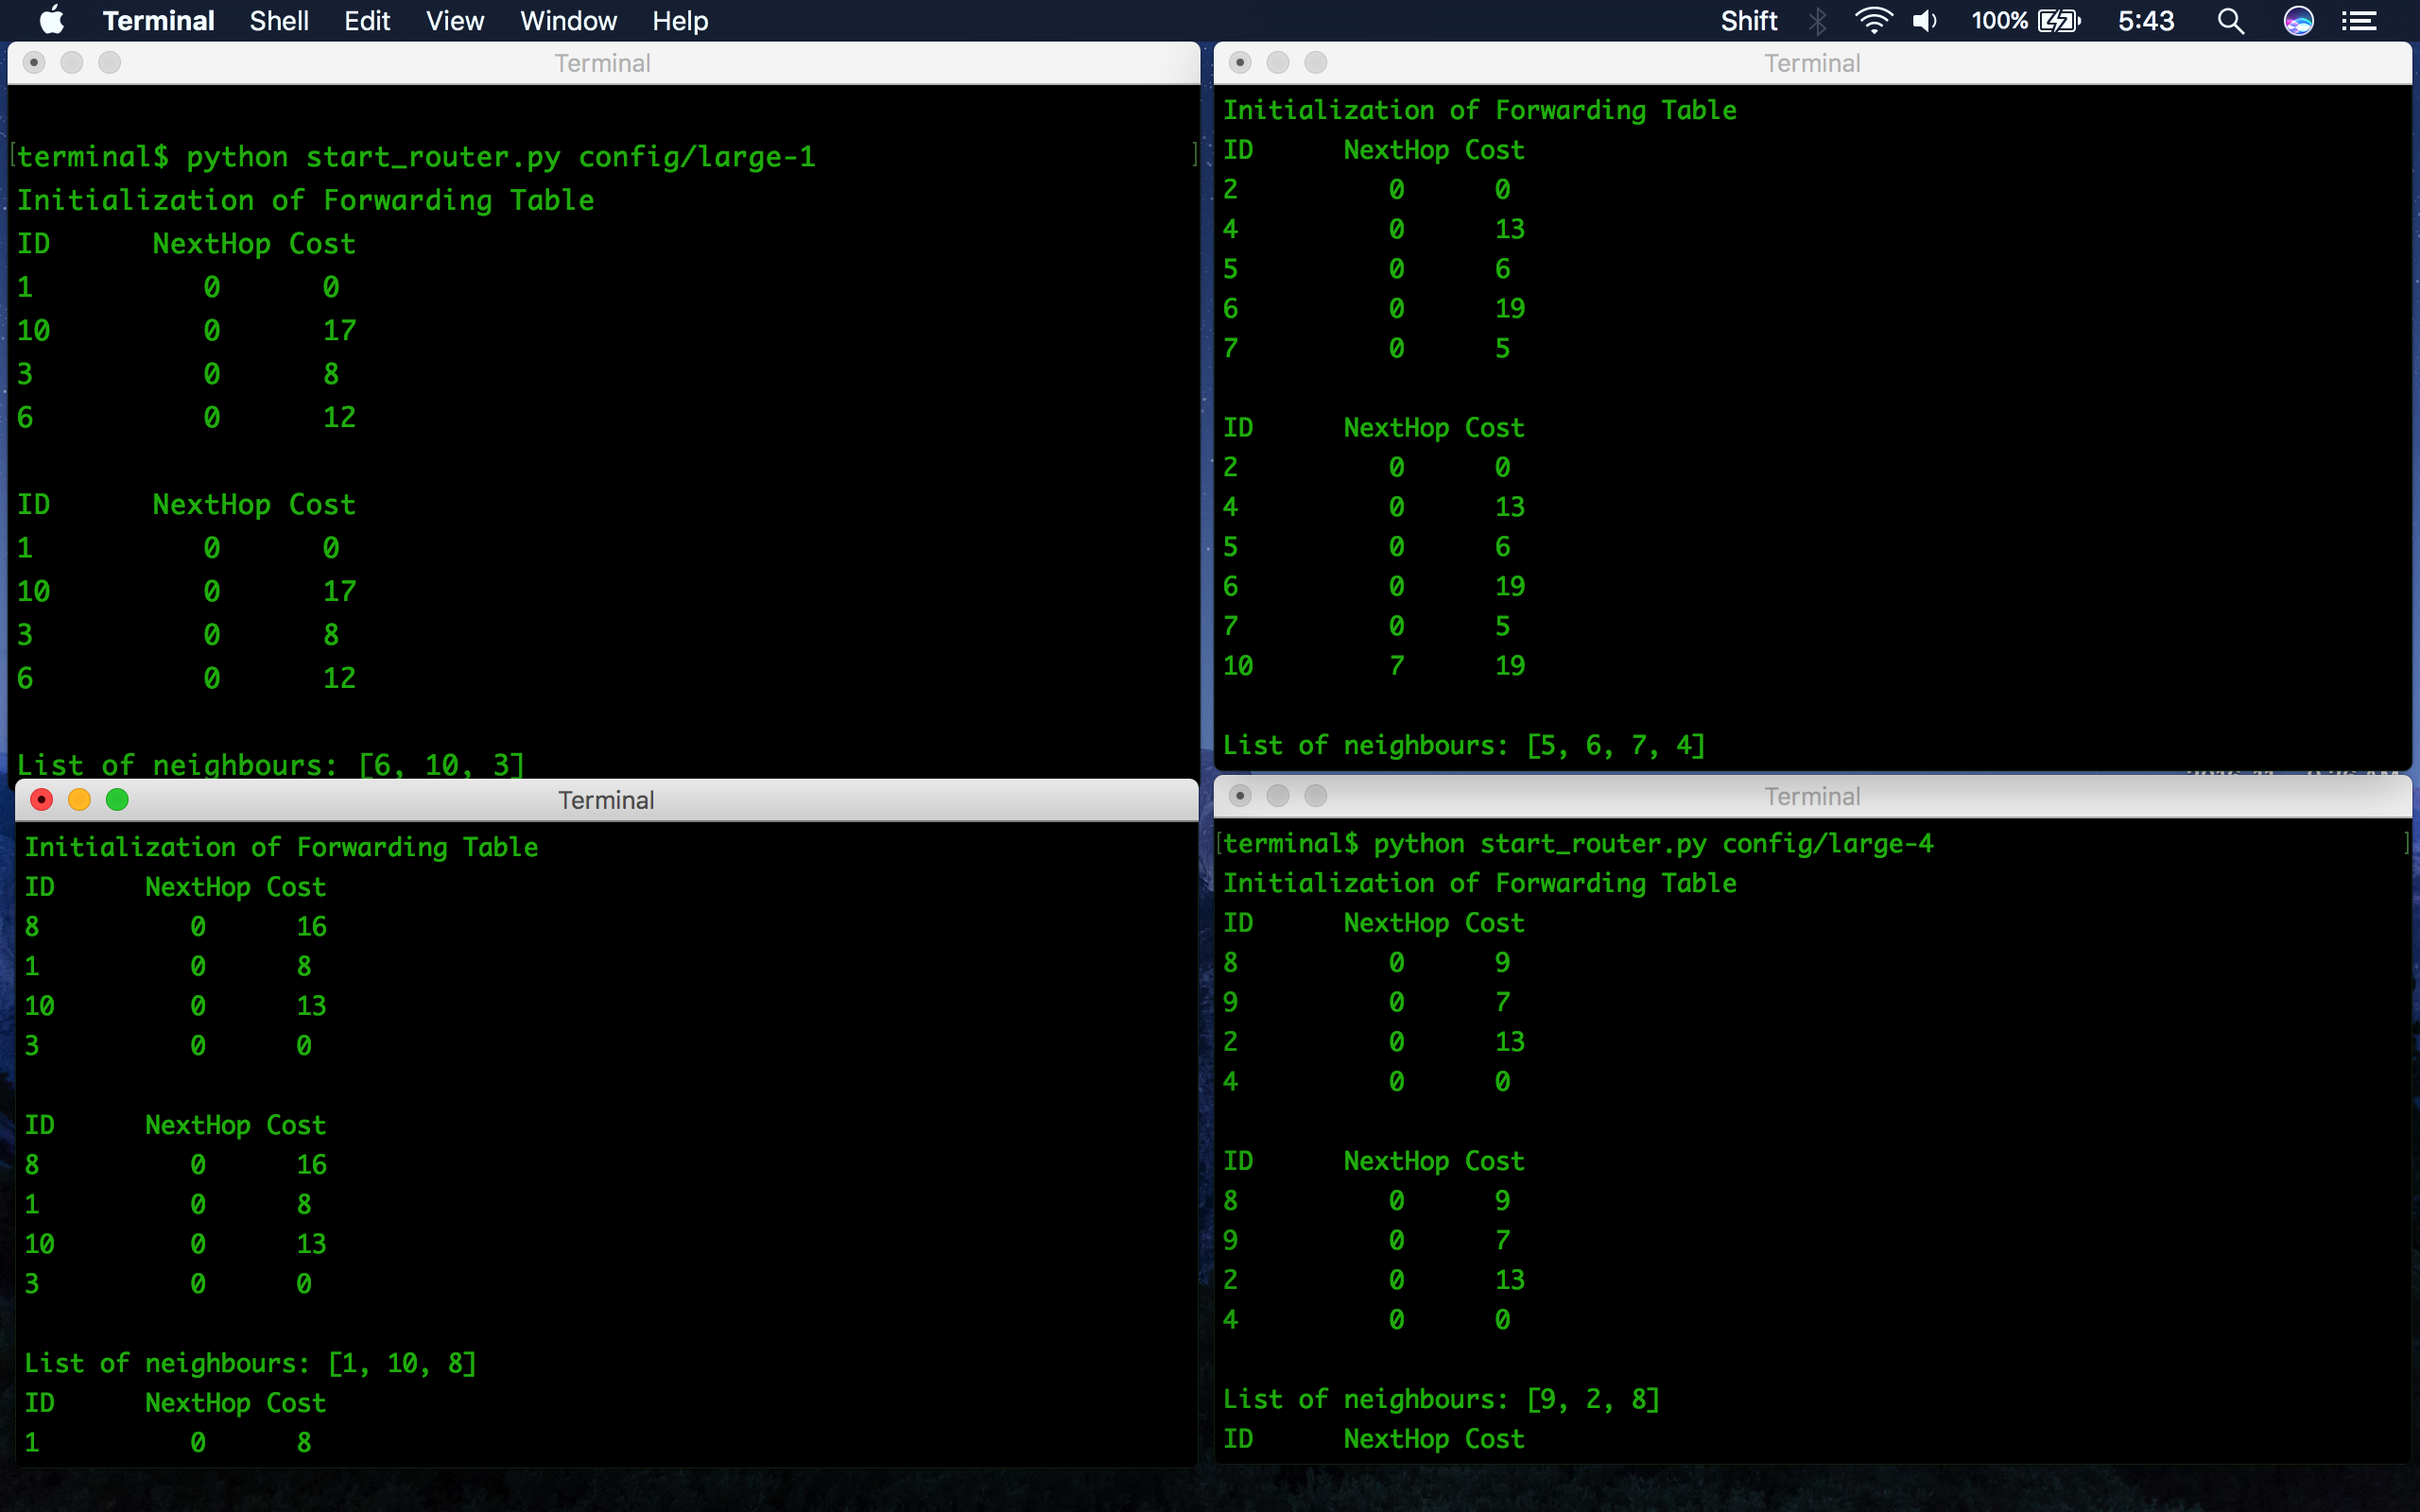 Terminal Shell Edit View Window Help Shift 100% 5:43
Terminal
[terminal$ python start_router.py config/large-1 ]
Initialization of Forwarding Table
ID NextHop Cost
1 0 0
10 0 17
3 0 8
6 0 12
ID NextHop Cost
1 0 0
10 0 17
3 0 8
6 0 12
List of neighbours: [6, 10, 3]
Terminal
Initialization of Forwarding Table
ID NextHop Cost
2 0 0
4 0 13
5 0 6
6 0 19
7 0 5
ID NextHop Cost
2 0 0
4 0 13
5 0 6
6 0 19
7 0 5
10 7 19
List of neighbours: [5, 6, 7, 4]
Terminal
Initialization of Forwarding Table
ID NextHop Cost
8 0 16
1 0 8
10 0 13
3 0 0
ID NextHop Cost
8 0 16
1 0 8
10 0 13
3 0 0
List of neighbours: [1, 10, 8]
ID NextHop Cost
1 0 8
Terminal
[terminal$ python start_router.py config/large-4 ]
Initialization of Forwarding Table
ID NextHop Cost
8 0 9
9 0 7
2 0 13
4 0 0
ID NextHop Cost
8 0 9
9 0 7
2 0 13
4 0 0
List of neighbours: [9, 2, 8]
ID NextHop Cost